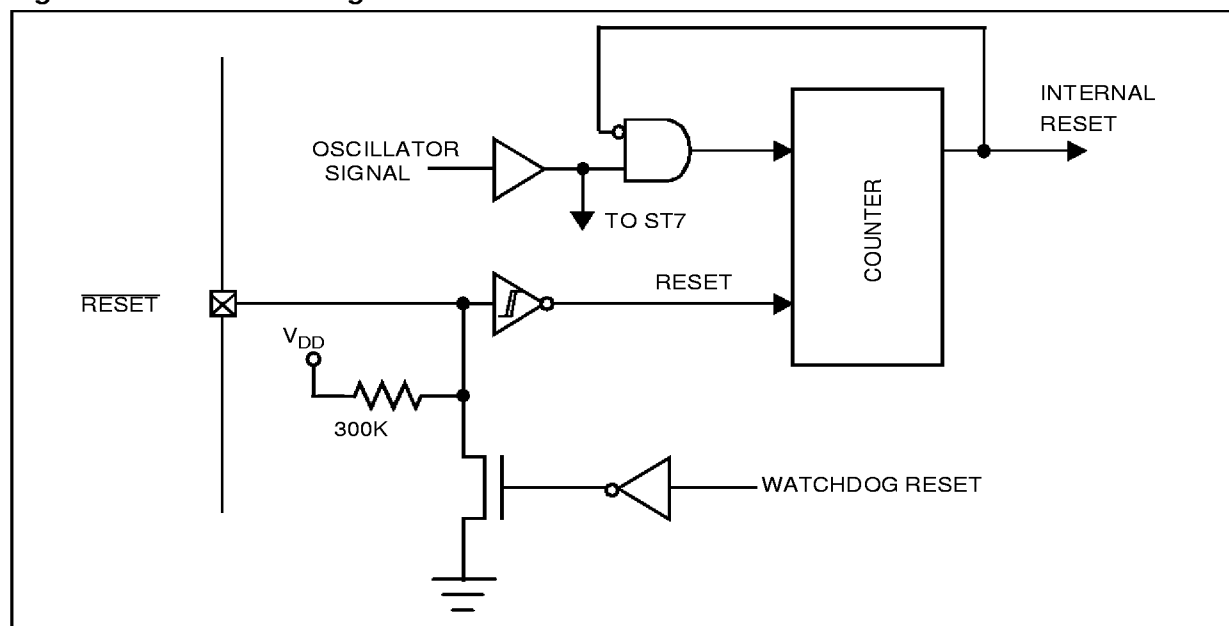 INTERNAL
RESET
OSCILLATOR
SIGNAL
TO ST7
COUNTER
RESET
RESET
VDD
300K
WATCHDOG RESET